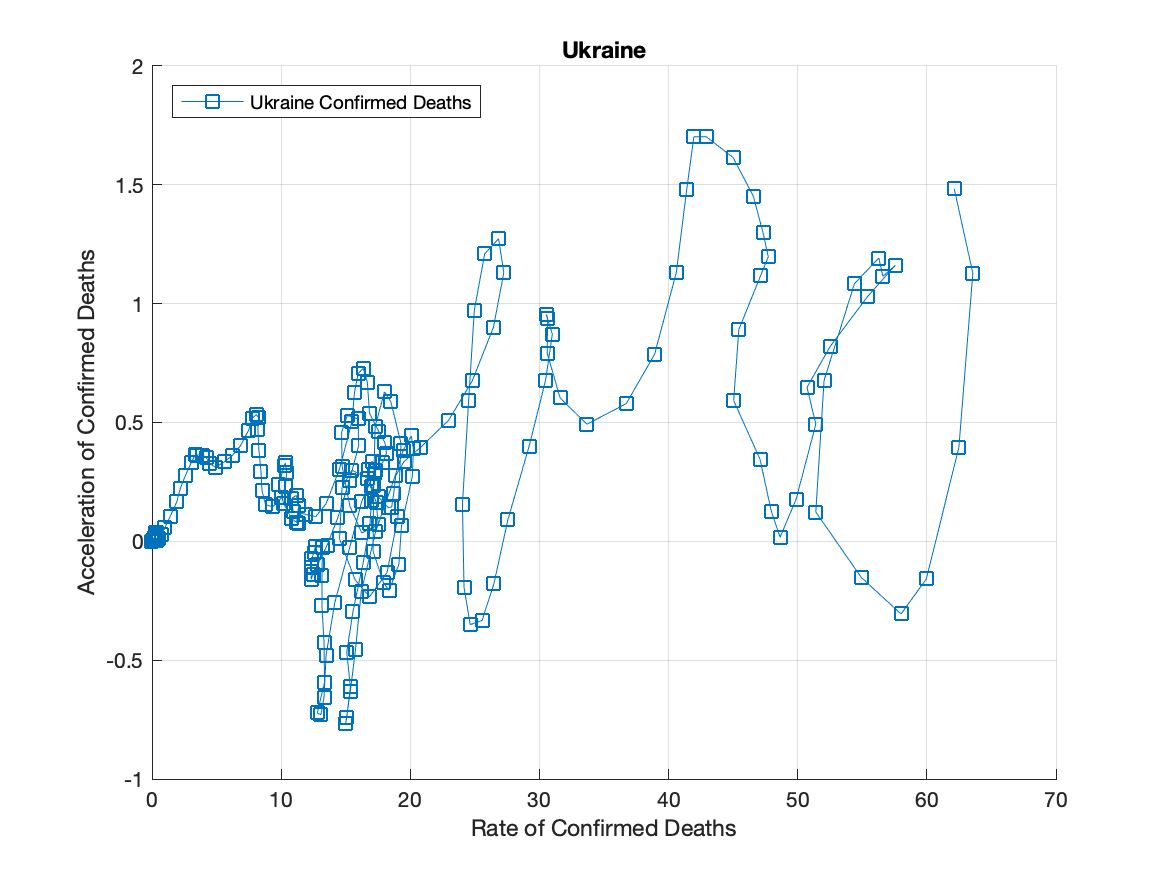 Ukraine
2
Ukraine Confirmed Deaths
1.5
1
0.5
0
-0.5
-1
Acceleration of Confirmed Deaths
0 10 20 30 40 50 60 70
Rate of Confirmed Deaths